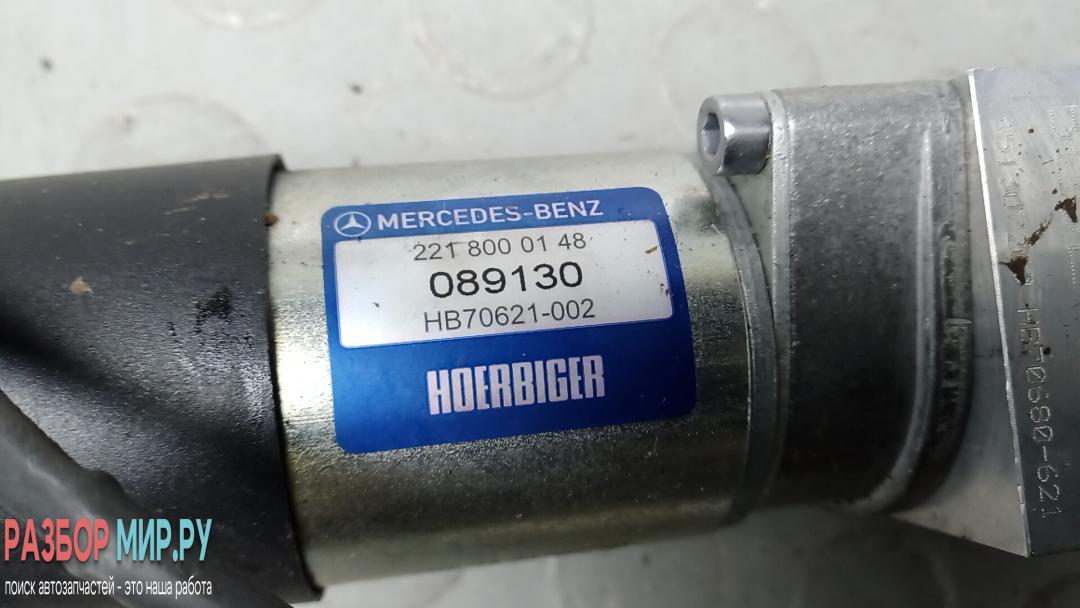 MERCEDES-BENZ
221 800 01 48
089130
HB70621-002
HOERBIGER
РАЗБОР МИР.РУ
поиск автозапчастей - это наша работа